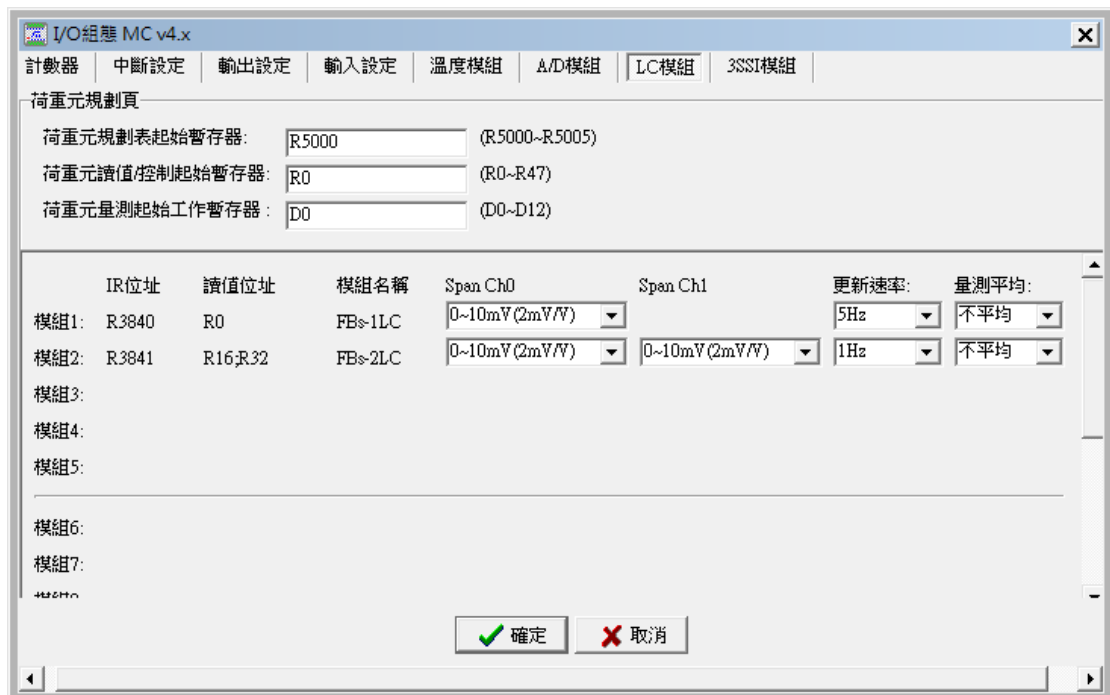 I/O組態 MC v4.x
計數器 中斷設定 輸出設定 輸入設定 溫度模組 A/D模組 LC模組 3SSI模組
荷重元規劃頁
荷重元規劃表起始暫存器: R5000 (R5000~R5005)
荷重元讀值/控制起始暫存器: R0 (R0~R47)
荷重元量測起始工作暫存器: D0 (D0~D12)
IR位址 讀值位址 模組名稱 Span Ch0 Span Ch1 更新速率: 量測平均:
模組1: R3840 R0 FBs-1LC 0~10mV(2mV/V) 5Hz 不平均
模組2: R3841 R16;R32 FBs-2LC 0~10mV(2mV/V) 0~10mV(2mV/V) 1Hz 不平均
模組3:
模組4:
模組5:
模組6:
模組7:
確定 取消